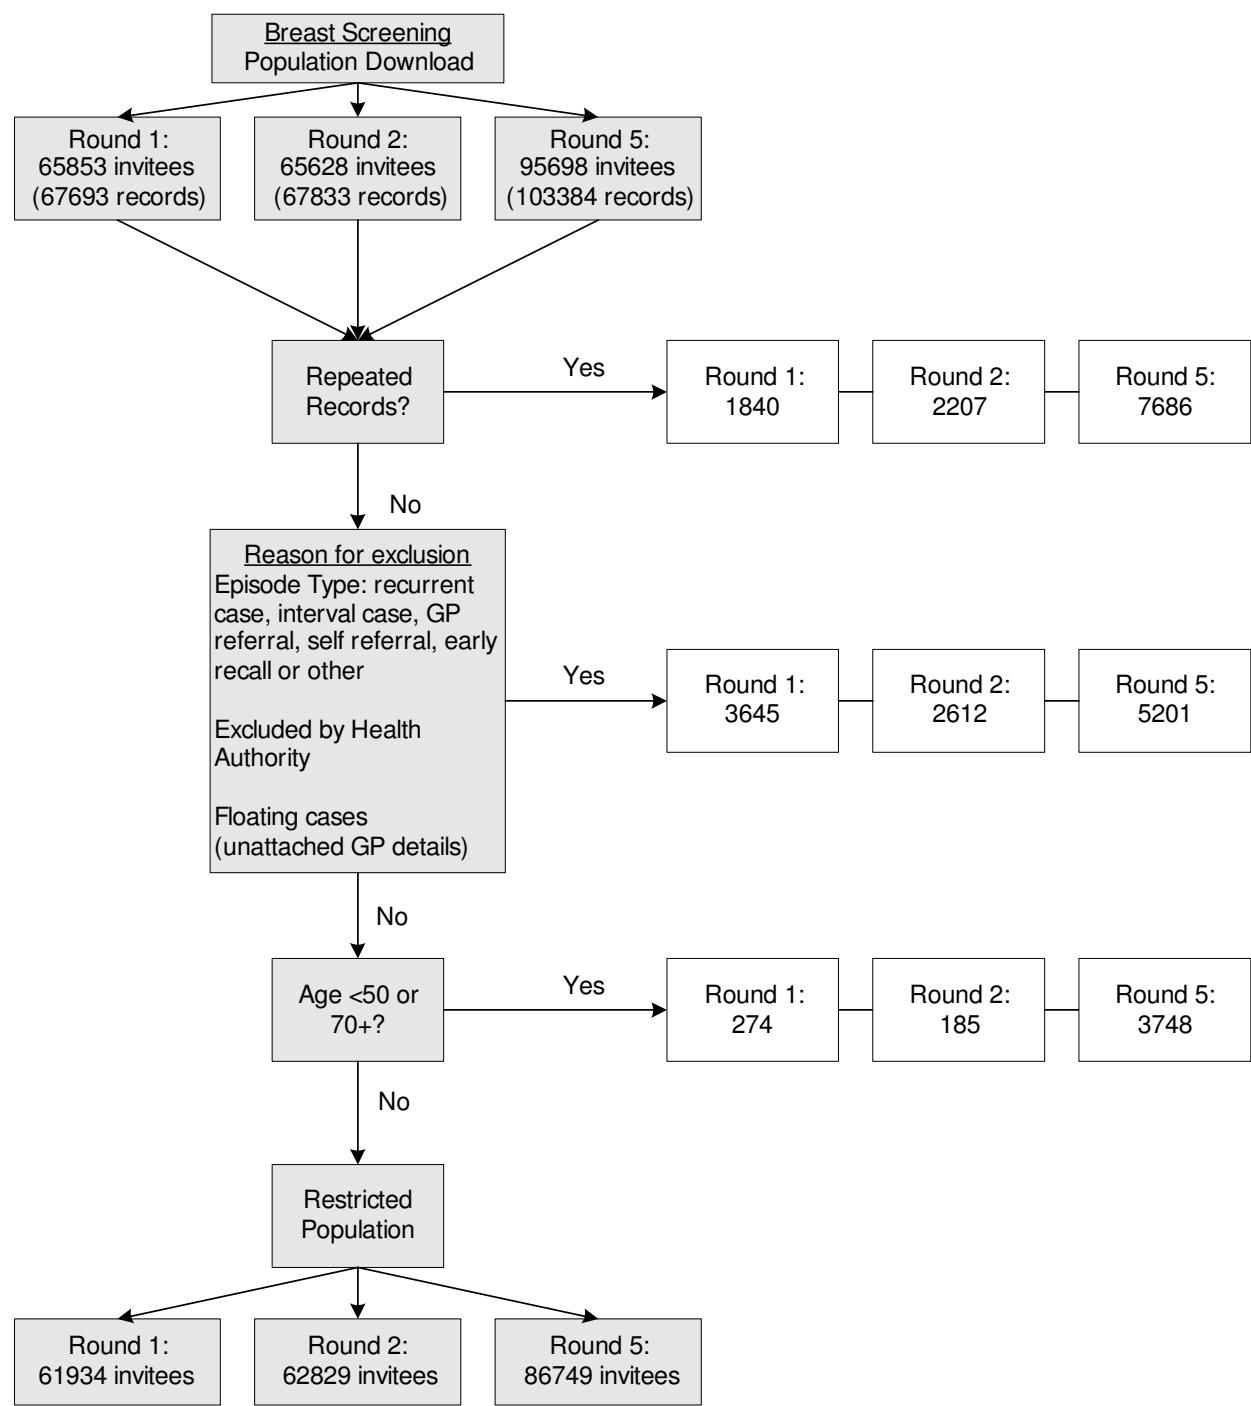 Breast Screening
Population Download
Round 1:
65853 invitees
(67693 records)
Round 2:
65628 invitees
(67833 records)
Round 5:
95698 invitees
(103384 records)
Repeated
Records?
Yes
Round 1:
1840
Round 2:
2207
Round 5:
7686
No
Reason for exclusion
Episode Type: recurrent
case, interval case, GP
referral, self referral, early
recall or other
Excluded by Health
Authority
Floating cases
(unattached GP details)
Yes
Round 1:
3645
Round 2:
2612
Round 5:
5201
No
Age <50 or
70+?
Yes
Round 1:
274
Round 2:
185
Round 5:
3748
No
Restricted
Population
Round 1:
61934 invitees
Round 2:
62829 invitees
Round 5:
86749 invitees